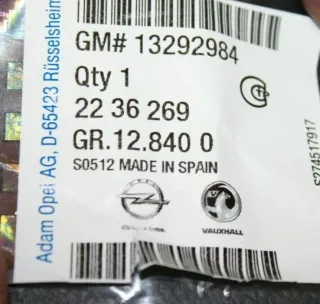 GM# 13292984
Qty 1
22 36 269
GR.12.840 0
S0512 MADE IN SPAIN
VAUXHALL
Adam Opel AG, D-65423 Rüsselsheim
S274517917